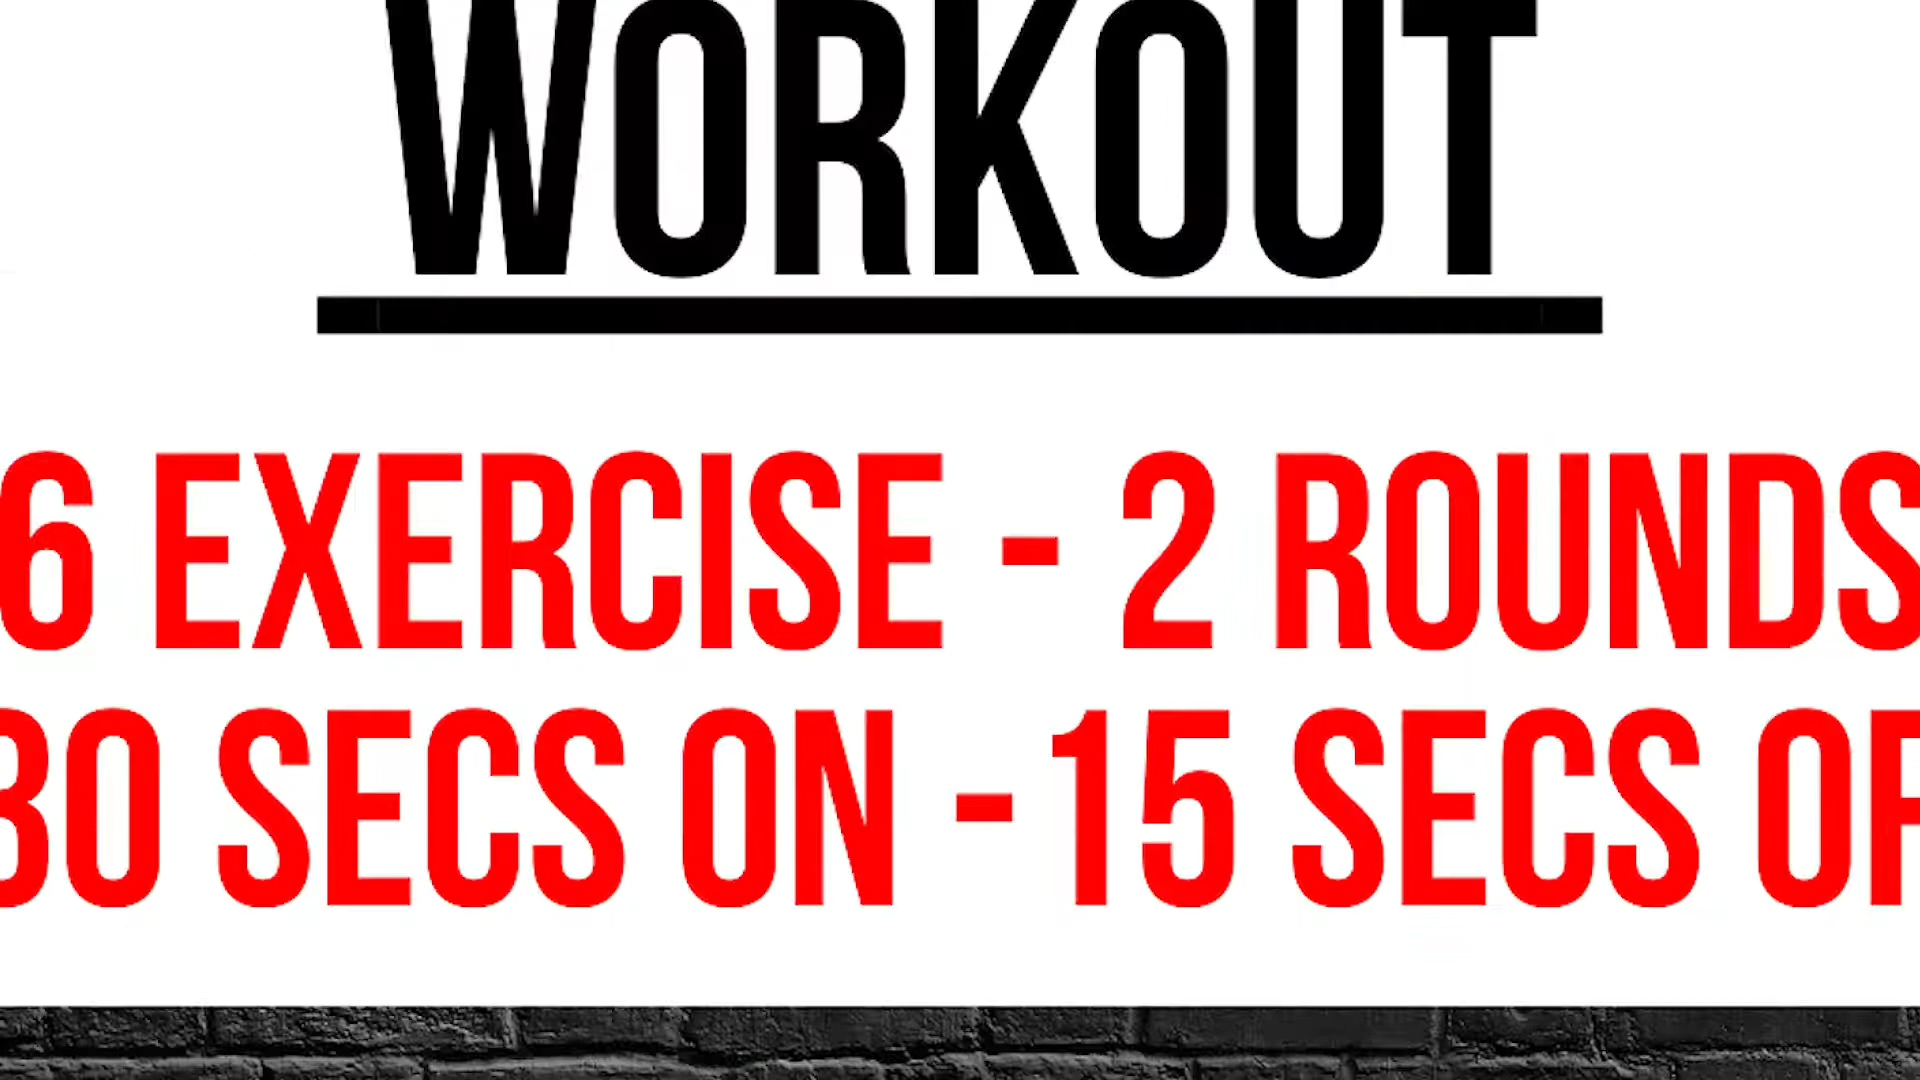 WORKOUT
6 EXERCISE - 2 ROUNDS
30 SECS ON - 15 SECS